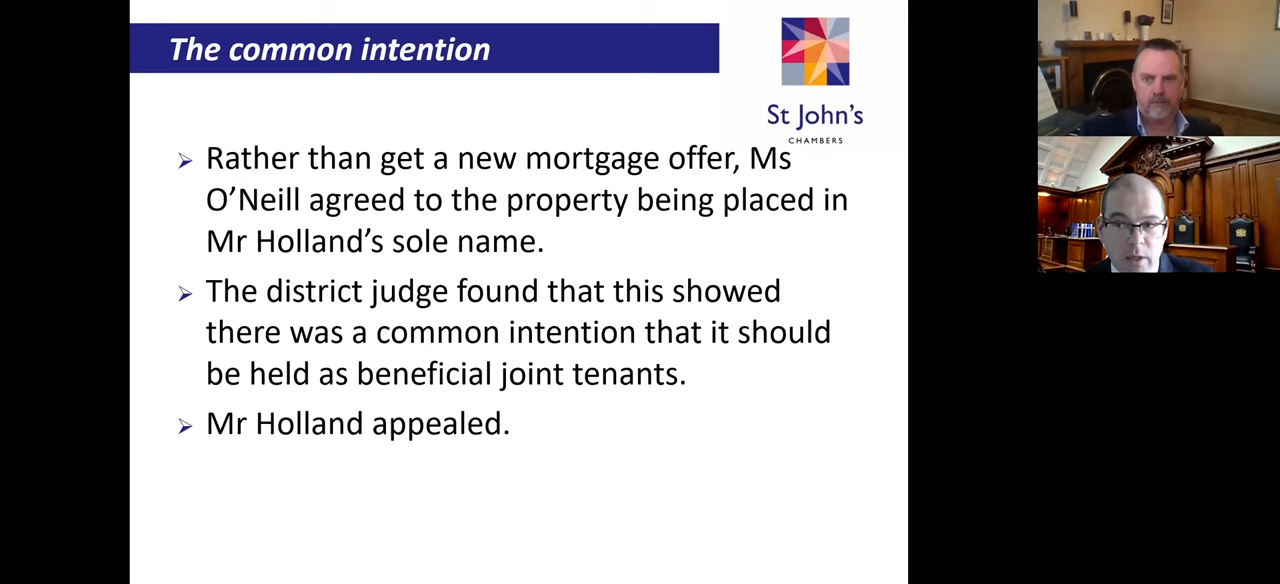 The common intention
St John's
CHAMBERS
➢ Rather than get a new mortgage offer, Ms
O’Neill agreed to the property being placed in
Mr Holland’s sole name.
➢ The district judge found that this showed
there was a common intention that it should
be held as beneficial joint tenants.
➢ Mr Holland appealed.